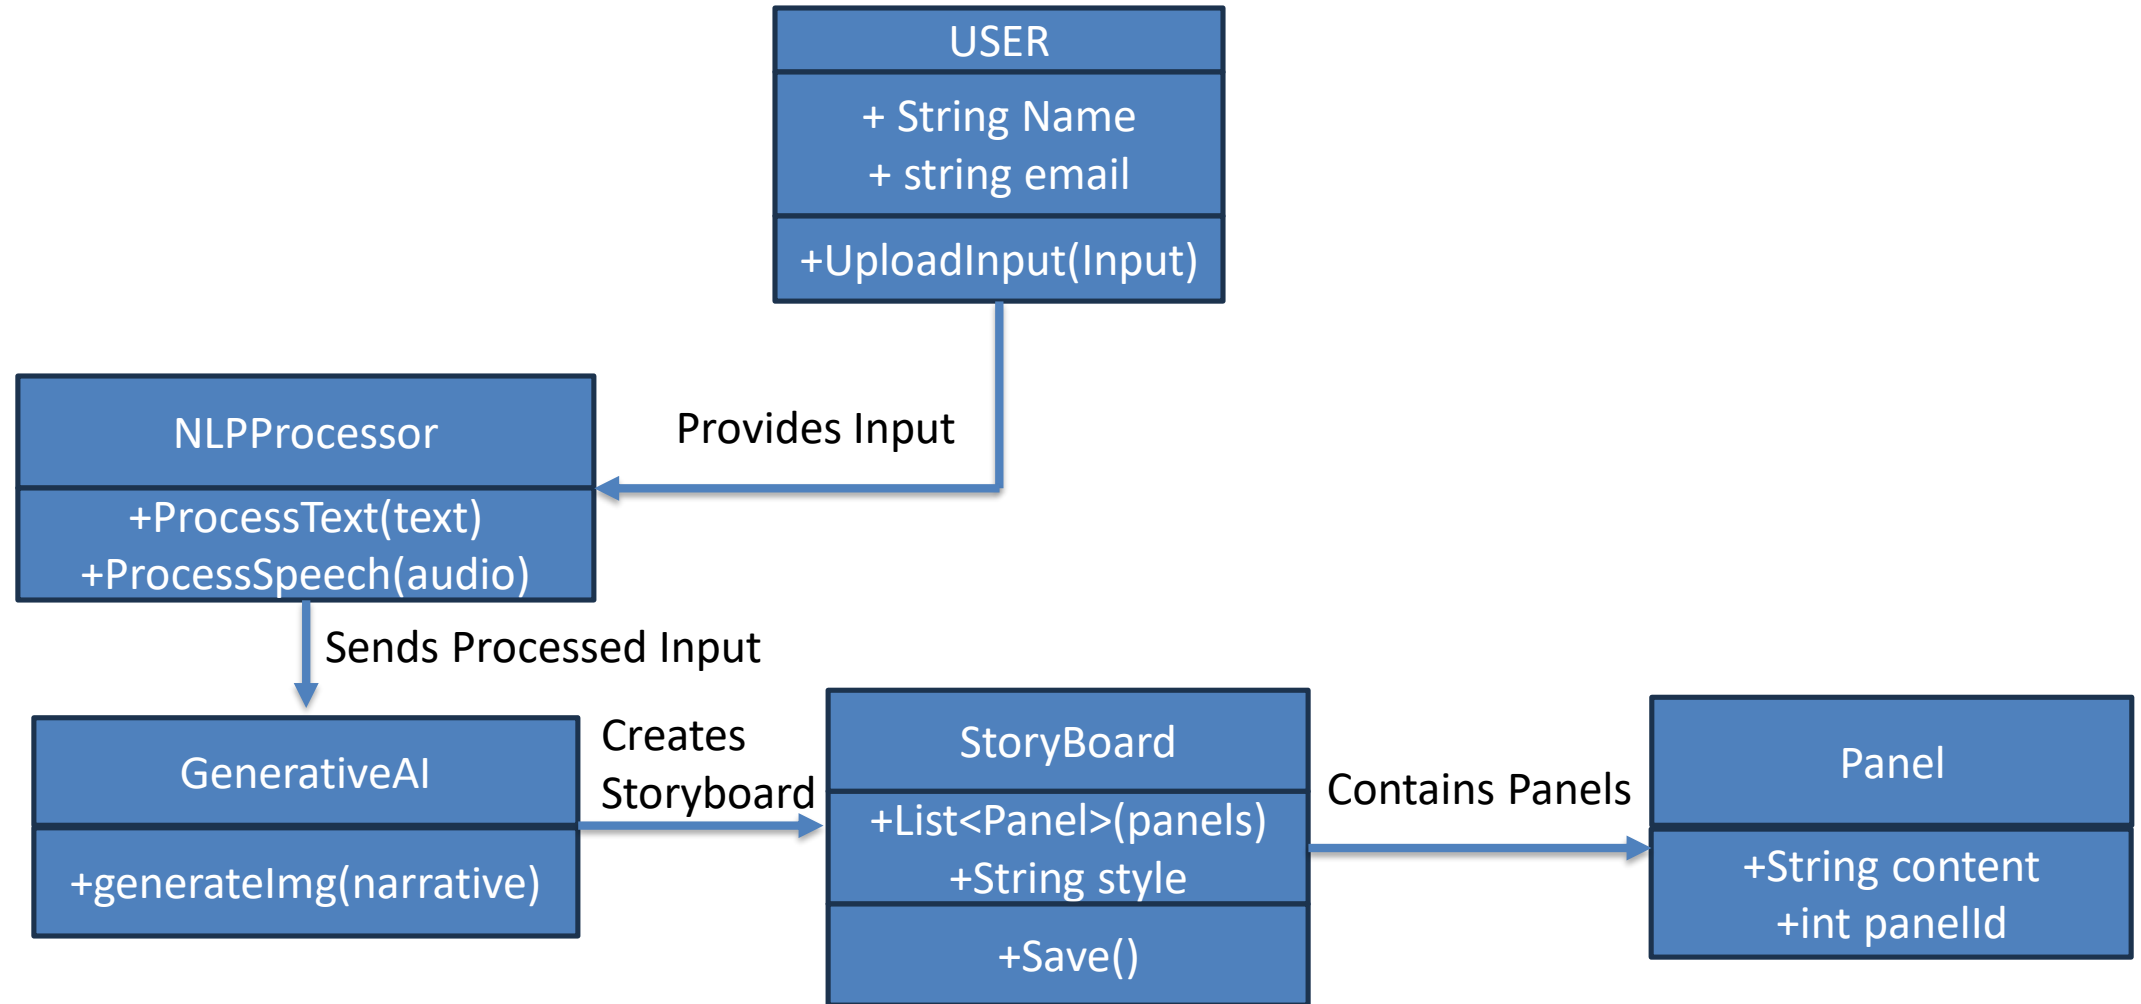 USER
+ String Name
+ string email
+UploadInput(Input)
Provides Input
NLPProcessor
+ProcessText(text)
+ProcessSpeech(audio)
Sends Processed Input
GenerativeAI
+generateImg(narrative)
Creates
Storyboard
StoryBoard
+List<Panel>(panels)
+String style
+Save()
Contains Panels
Panel
+String content
+int panelId